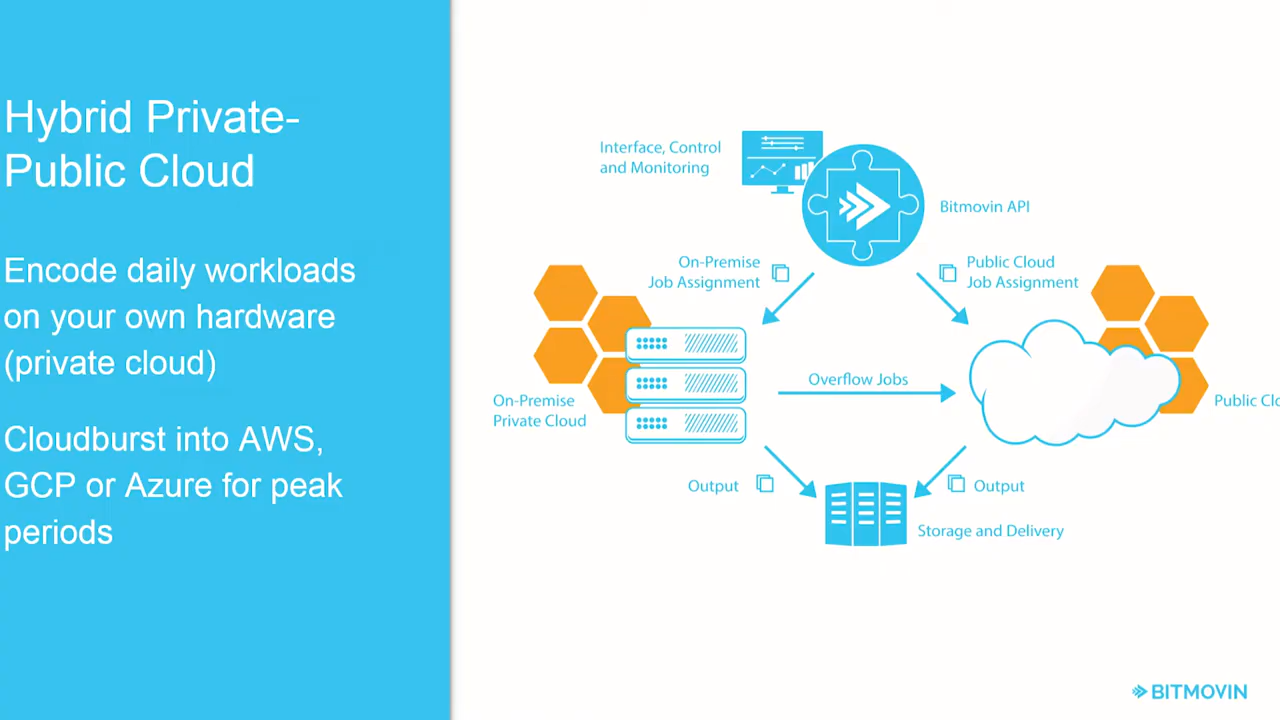 Hybrid Private-
Public Cloud
Encode daily workloads
on your own hardware
(private cloud)
Cloudburst into AWS,
GCP or Azure for peak
periods
Interface, Control
and Monitoring
Bitmovin API
On-Premise
Job Assignment
Public Cloud
Job Assignment
Overflow Jobs
On-Premise
Private Cloud
Public Clo
Output
Output
Storage and Delivery
BITMOVIN